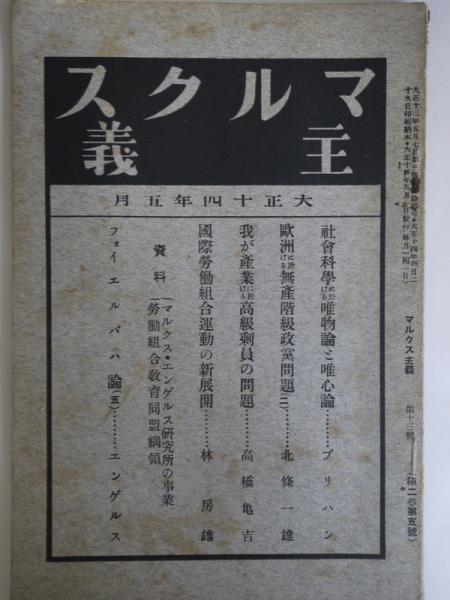 マルクス
主義
大正十四年五月
社會科學に於ける唯物論と唯心論………ブリハン
歐洲に於ける無産階級政黨問題(二)………北條一雄
我が産業に於ける高級剩員の問題………高橋亀吉
國際勞働組合運動の新展開………林房雄
資料
マルクス・エンゲルス研究所の事業
勞働組合敎育同盟綱領
フォイエルバハ論(五)………エンゲルス
マルクス主義 第十三號 (第二卷第五號)